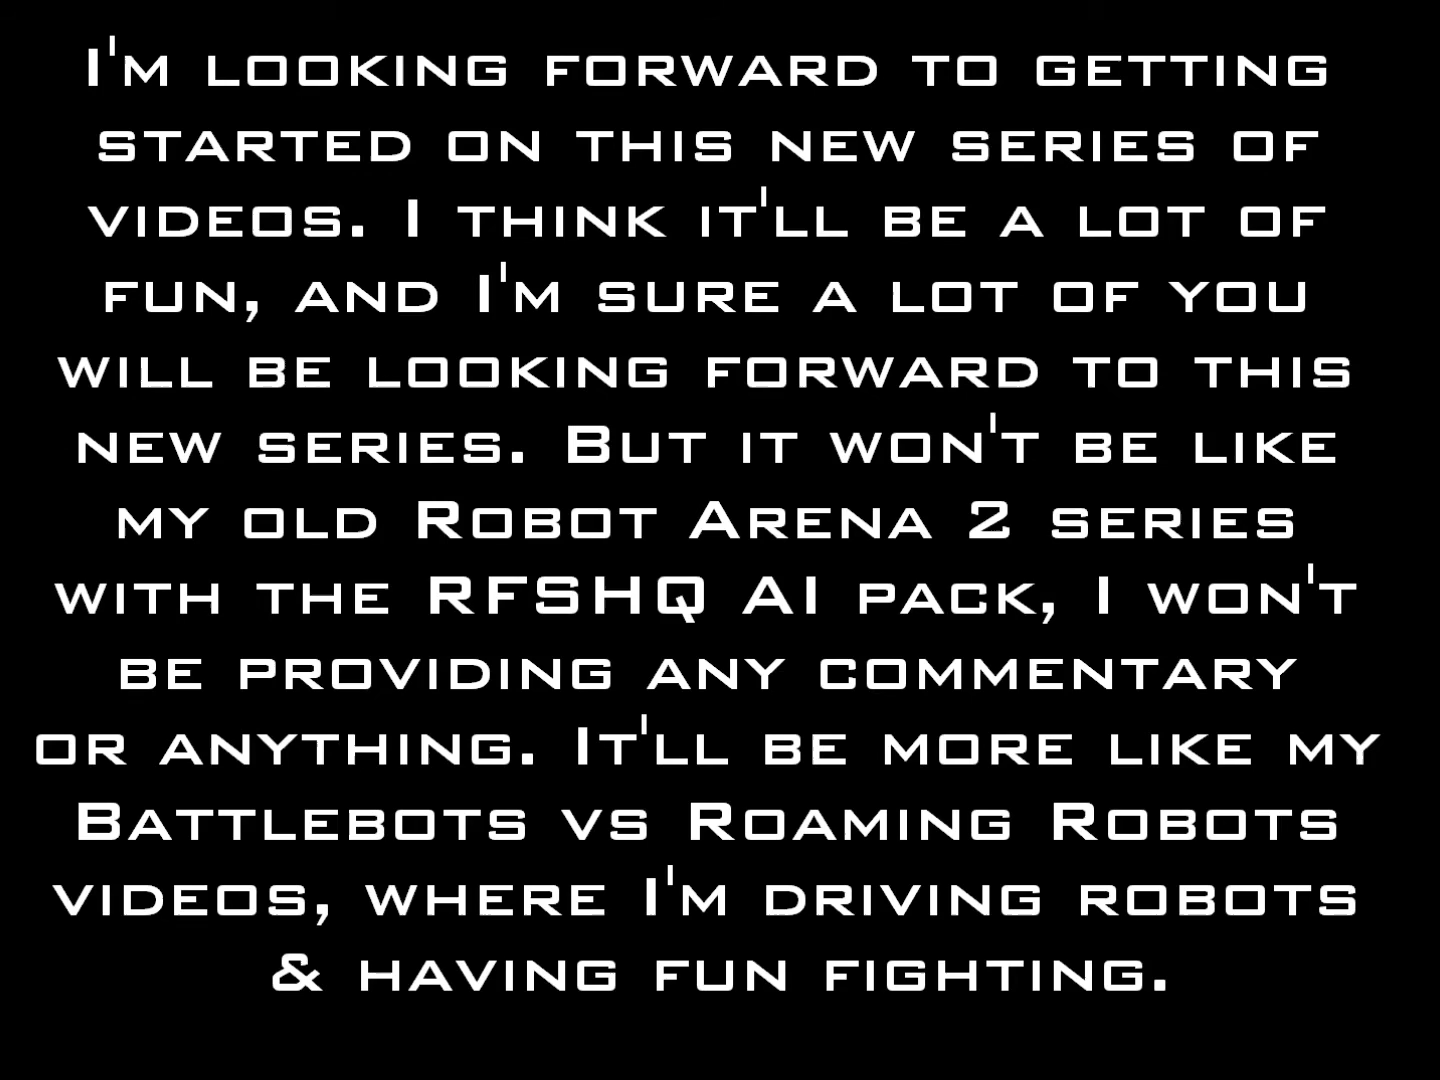 I'm looking forward to getting
started on this new series of
videos. I think it'll be a lot of
fun, and I'm sure a lot of you
will be looking forward to this
new series. But it won't be like
my old Robot Arena 2 series
with the RFSHQ AI pack, I won't
be providing any commentary
or anything. It'll be more like my
Battlebots vs Roaming Robots
videos, where I'm driving robots
& having fun fighting.